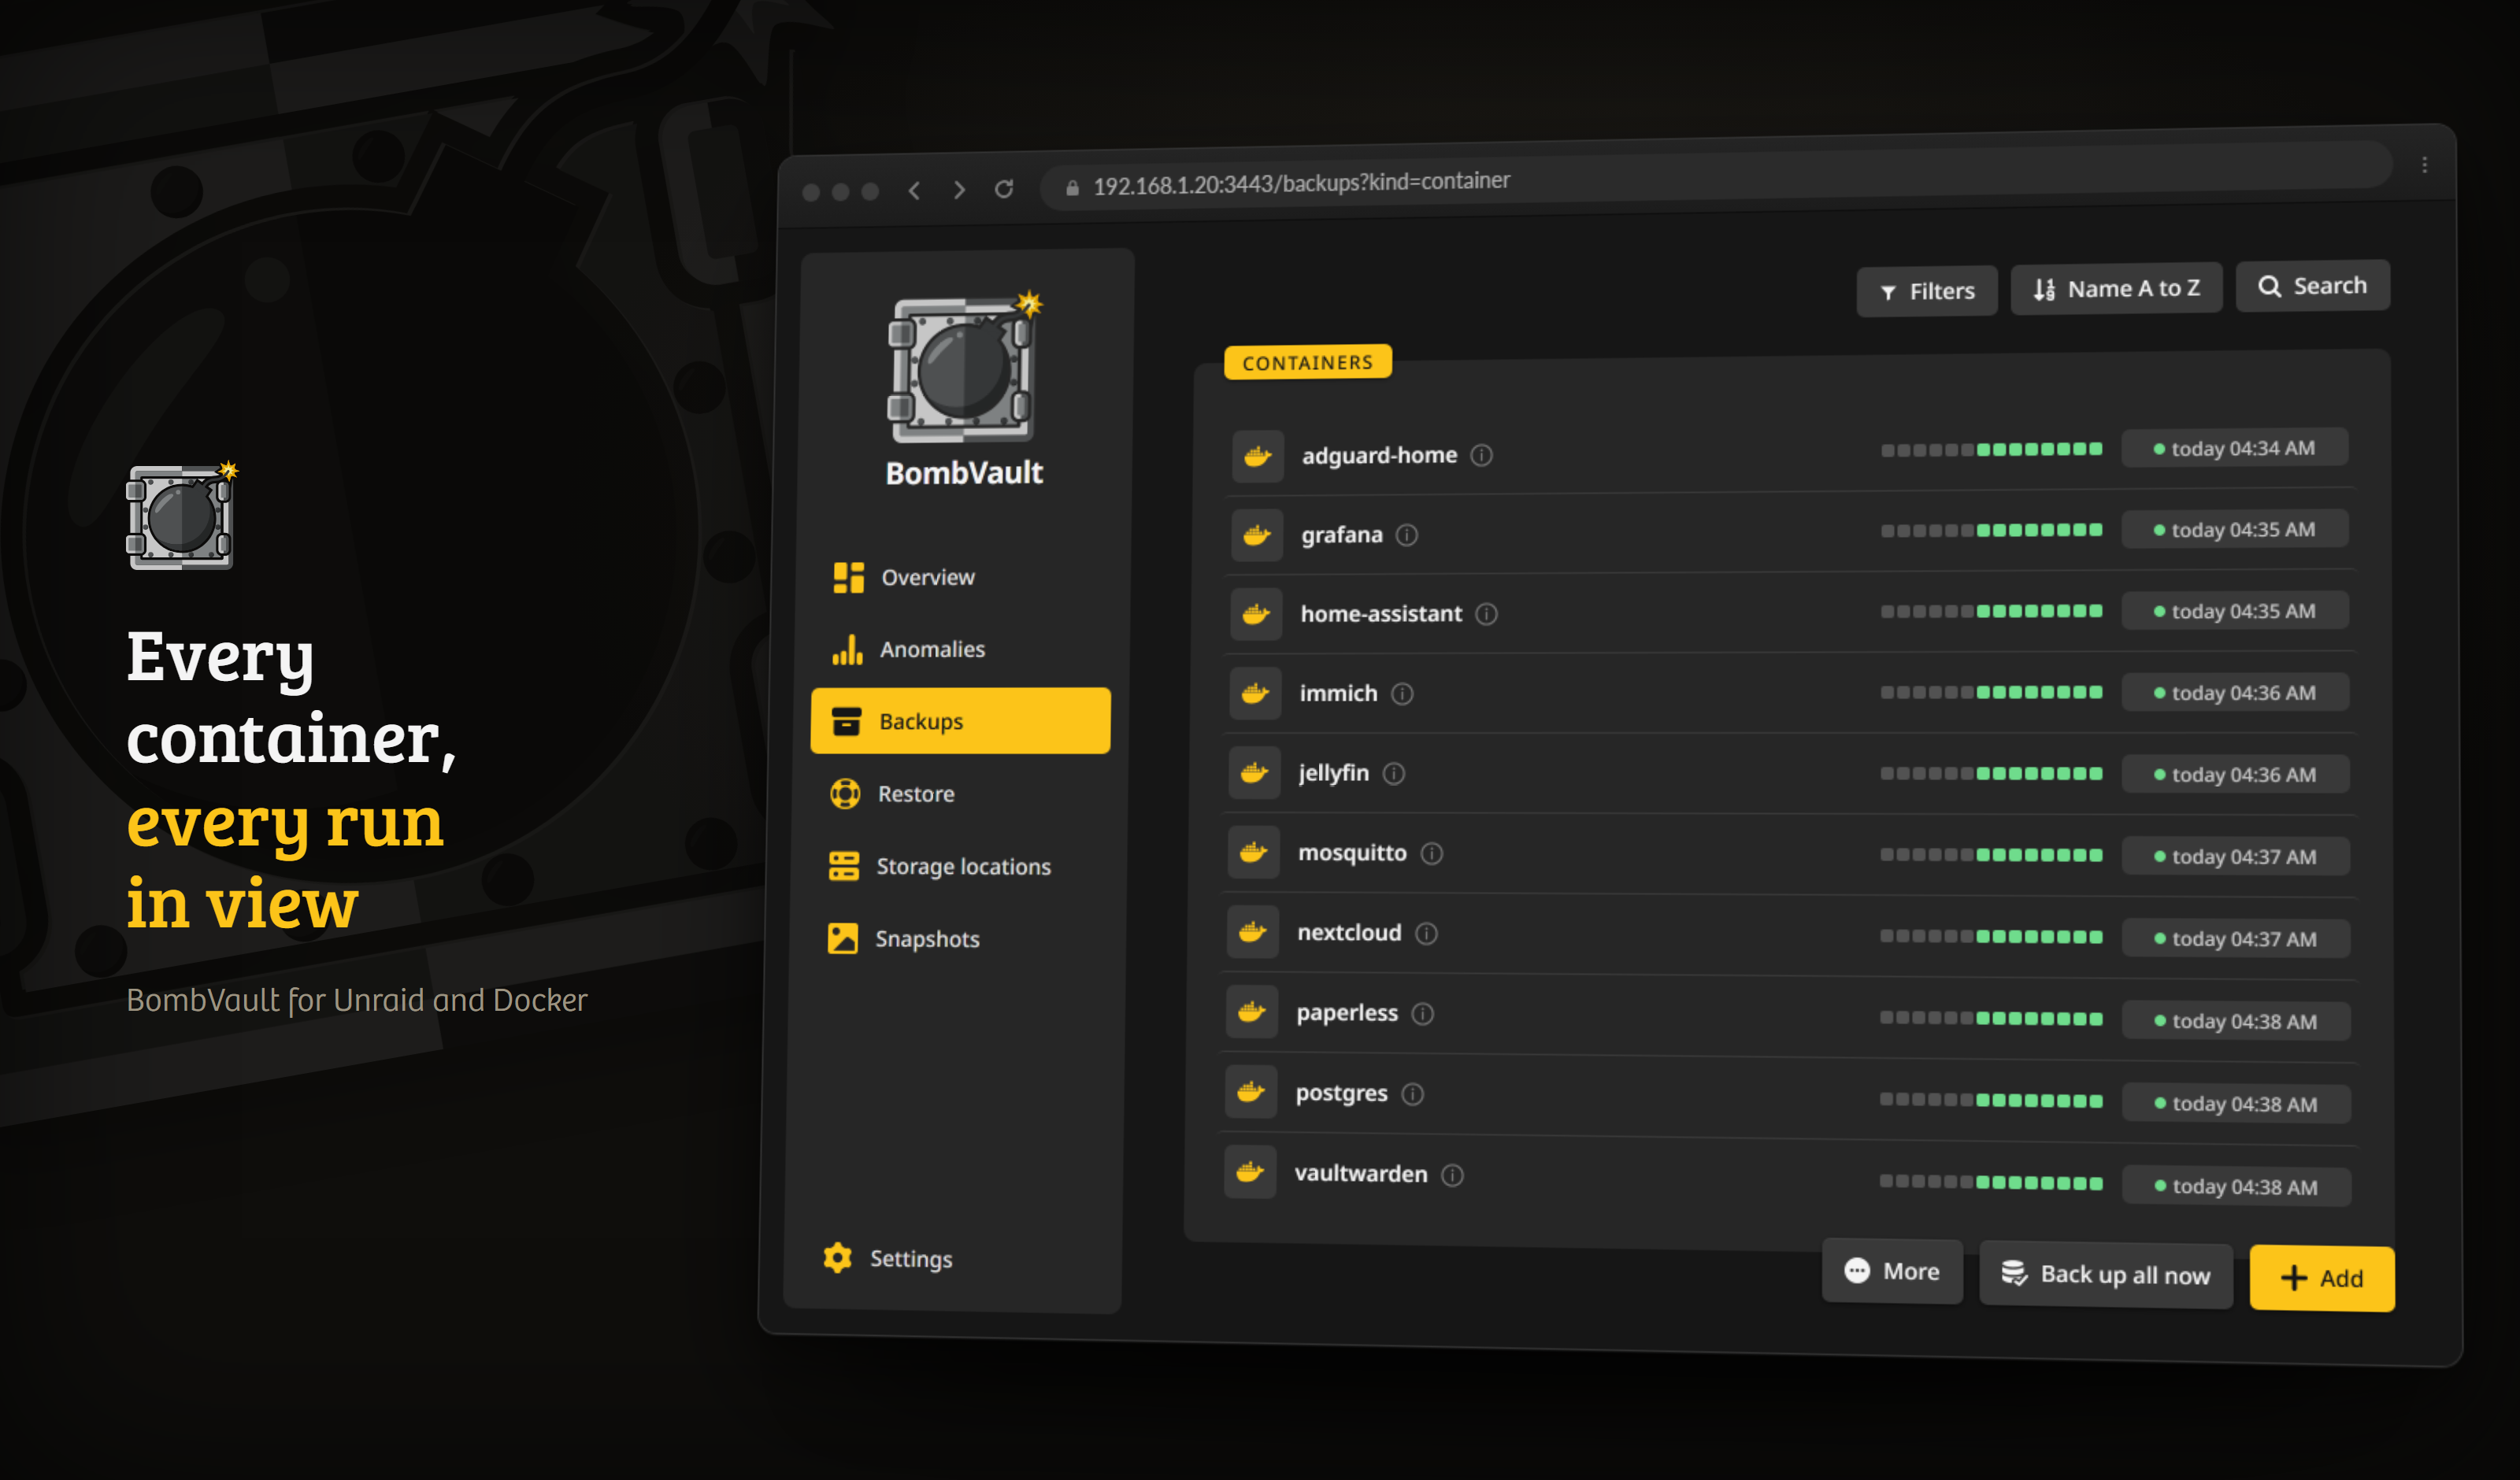 Every
container,
every run
in view
BombVault for Unraid and Docker
192.168.1.20:3443/backups?kind=container
BombVault
Overview
Anomalies
Backups
Restore
Storage locations
Snapshots
Settings
Filters
Name A to Z
Search
CONTAINERS
adguard-home today 04:34 AM
grafana today 04:35 AM
home-assistant today 04:35 AM
immich today 04:36 AM
jellyfin today 04:36 AM
mosquitto today 04:37 AM
nextcloud today 04:37 AM
paperless today 04:38 AM
postgres today 04:38 AM
vaultwarden today 04:38 AM
More
Back up all now
Add